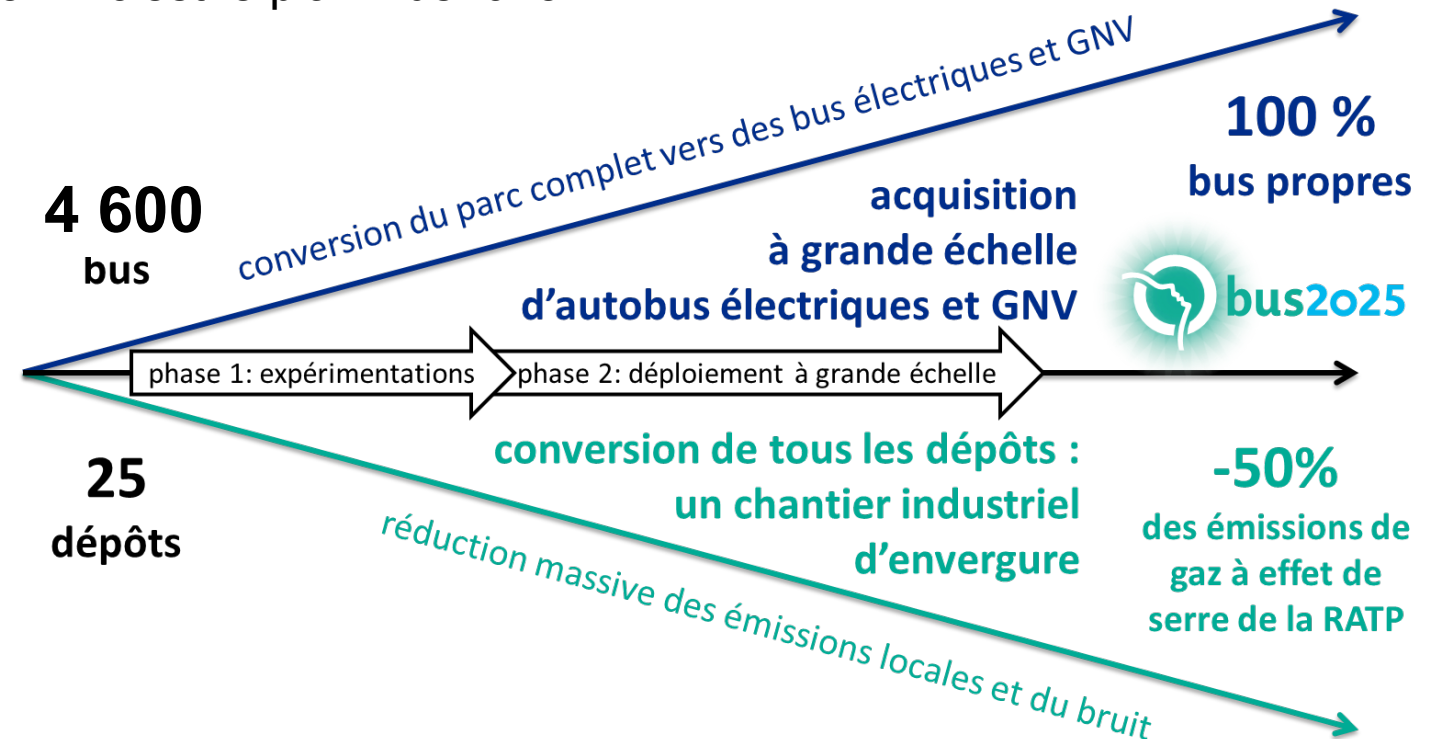 conversion du parc complet vers des bus électriques et GNV
100 %
bus propres
4 600
bus
acquisition
à grande échelle
d'autobus électriques et GNV
bus2025
phase 1: expérimentations
phase 2: déploiement à grande échelle
25
dépôts
conversion de tous les dépôts :
un chantier industriel
d'envergure
-50%
des émissions de
gaz à effet de
serre de la RATP
réduction massive des émissions locales et du bruit